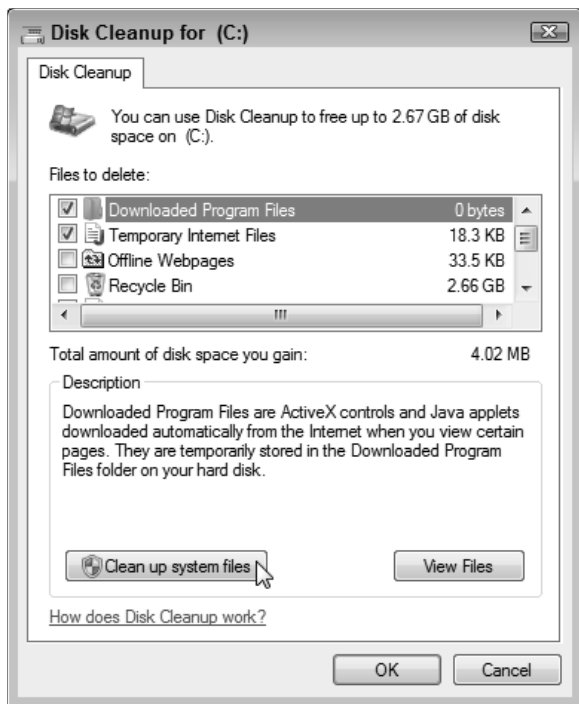 Disk Cleanup for (C:)
Disk Cleanup
You can use Disk Cleanup to free up to 2.67 GB of disk
space on (C:).
Files to delete:
Downloaded Program Files 0 bytes
Temporary Internet Files 18.3 KB
Offline Webpages 33.5 KB
Recycle Bin 2.66 GB
Total amount of disk space you gain: 4.02 MB
Description
Downloaded Program Files are ActiveX controls and Java applets
downloaded automatically from the Internet when you view certain
pages. They are temporarily stored in the Downloaded Program
Files folder on your hard disk.
Clean up system files View Files
How does Disk Cleanup work?
OK Cancel